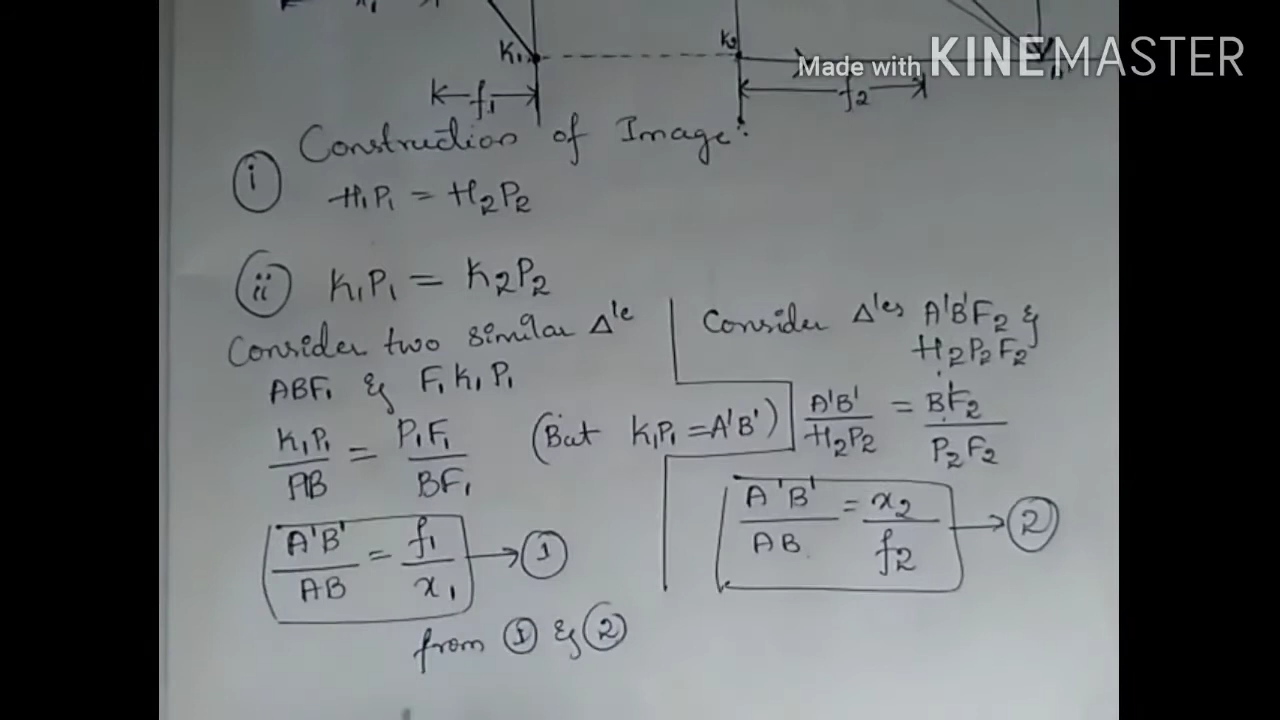 K₁
K₂
Made with KINEMASTER
f₁
f₂
Construction of Image:
i
H₁P₁ = H₂P₂
ii K₁P₁ = K₂P₂
Consider two similar Δ'le
ABF₁ & F₁K₁P₁
K₁P₁/AB = P₁F₁/BF₁ (But K₁P₁ = A'B')
A'B'/AB = f₁/x₁ → 1
Consider Δ'les A'B'F₂ &
H₂P₂F₂
A'B'/H₂P₂ = B'F₂/P₂F₂
A'B'/AB = x₂/f₂ → 2
from 1 & 2